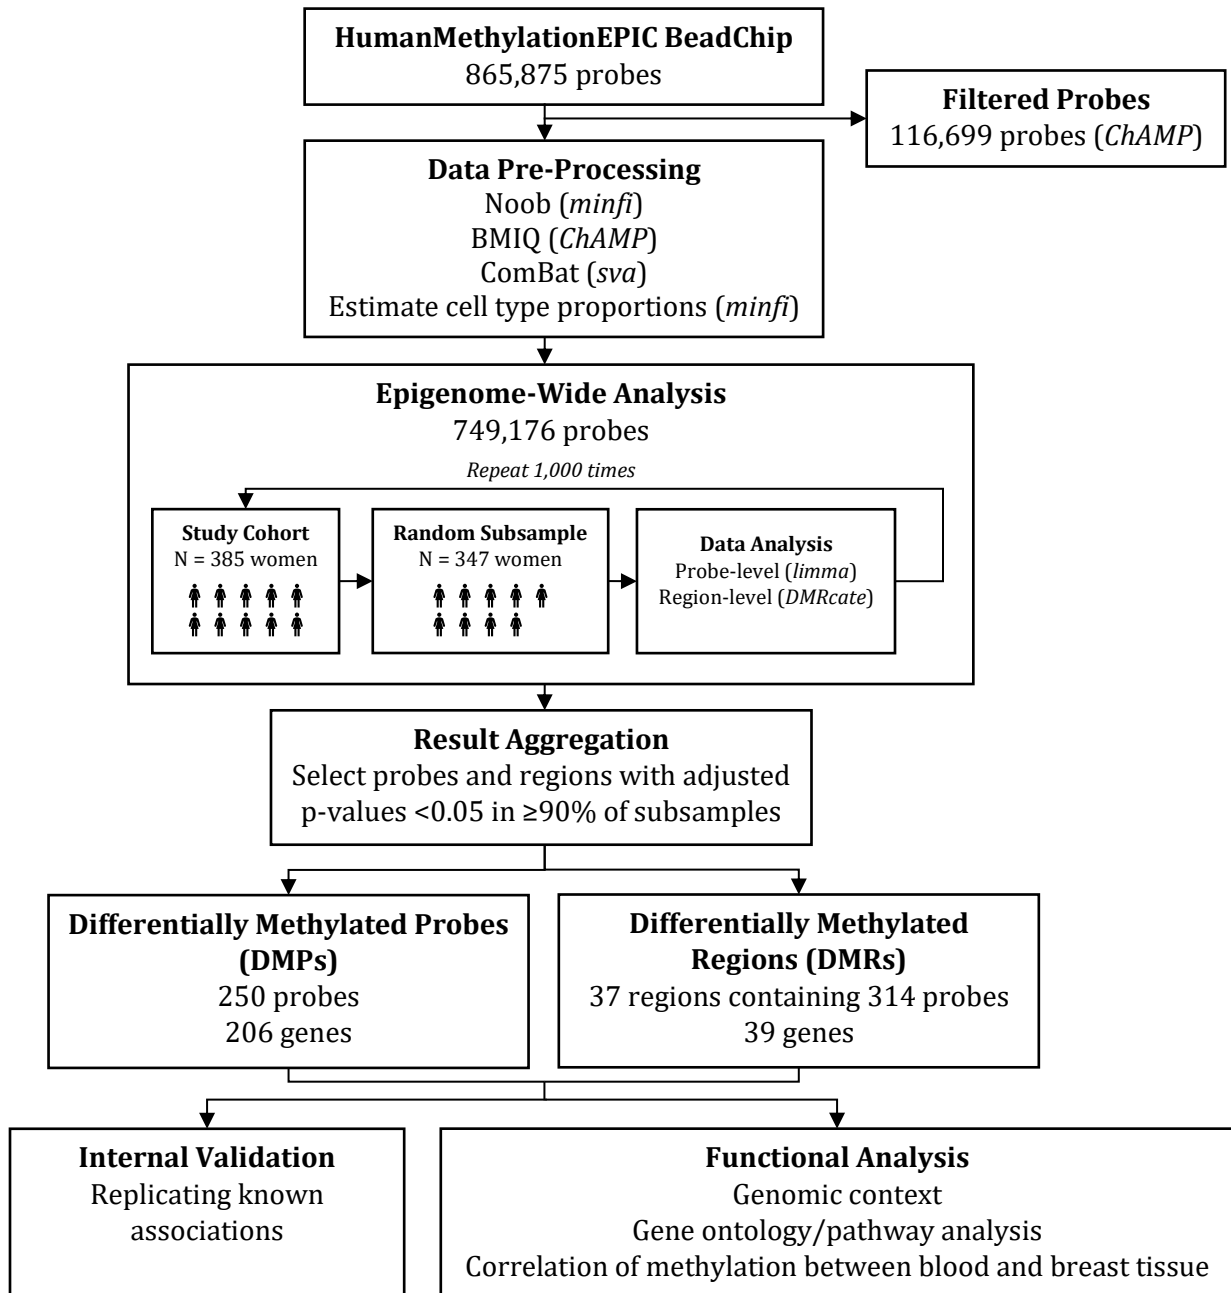 HumanMethylationEPIC BeadChip
865,875 probes
Filtered Probes
116,699 probes (ChAMP)
Data Pre-Processing
Noob (minfi)
BMIQ (ChAMP)
ComBat (sva)
Estimate cell type proportions (minfi)
Epigenome-Wide Analysis
749,176 probes
Repeat 1,000 times
Study Cohort
N = 385 women
Random Subsample
N = 347 women
Data Analysis
Probe-level (limma)
Region-level (DMRcate)
Result Aggregation
Select probes and regions with adjusted
p-values <0.05 in ≥90% of subsamples
Differentially Methylated Probes
(DMPs)
250 probes
206 genes
Differentially Methylated
Regions (DMRs)
37 regions containing 314 probes
39 genes
Internal Validation
Replicating known
associations
Functional Analysis
Genomic context
Gene ontology/pathway analysis
Correlation of methylation between blood and breast tissue